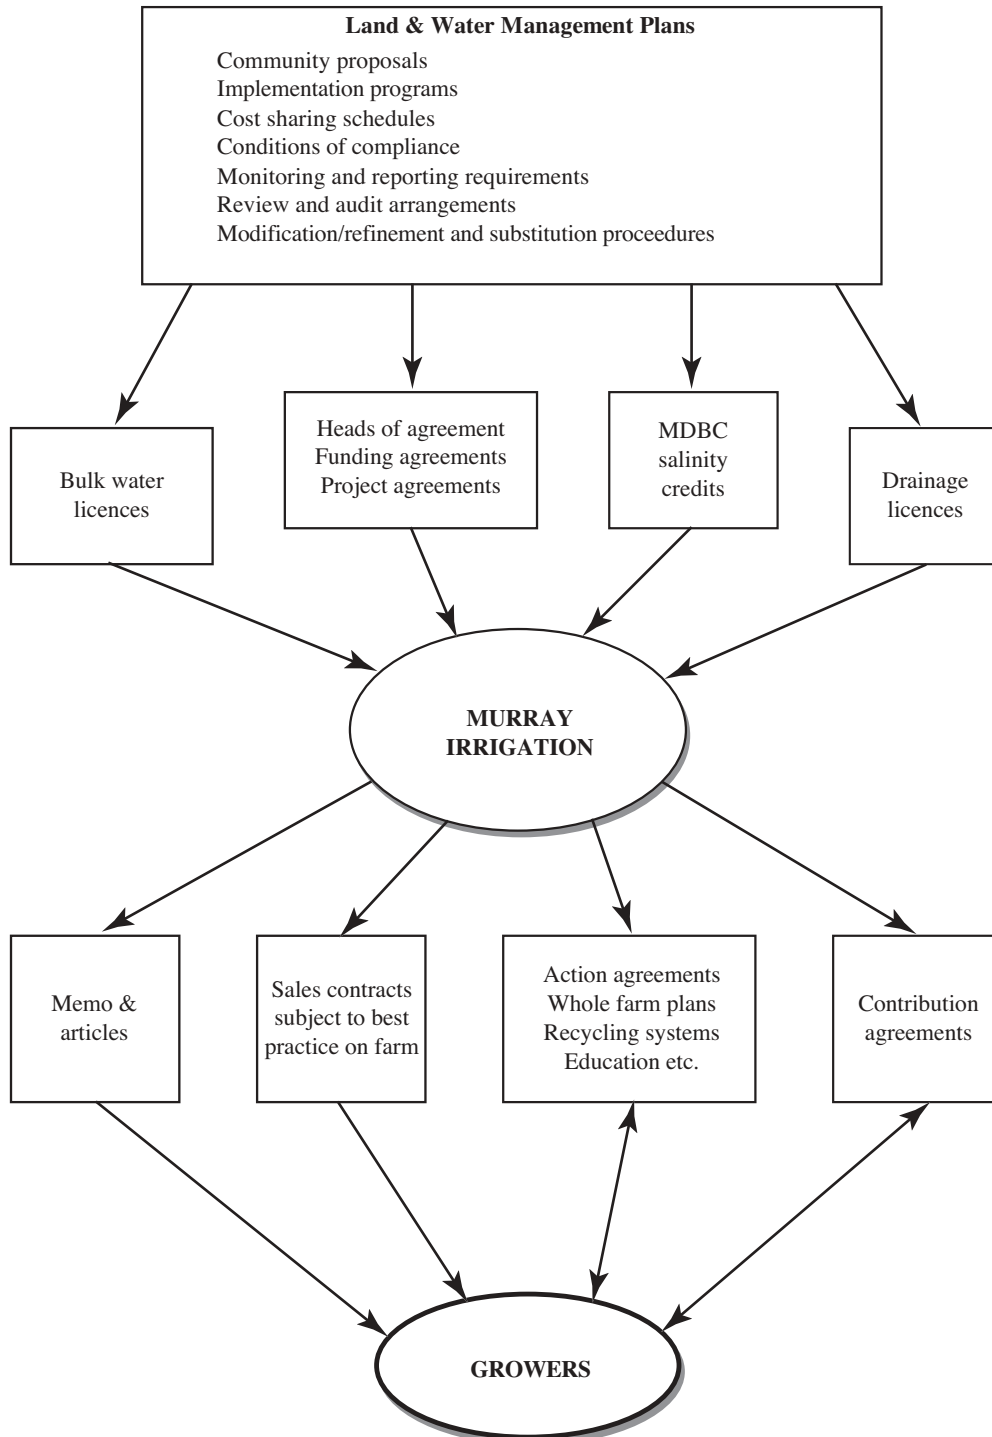 Land & Water Management Plans
Community proposals
Implementation programs
Cost sharing schedules
Conditions of compliance
Monitoring and reporting requirements
Review and audit arrangements
Modification/refinement and substitution proceedures
Bulk water
licences
Heads of agreement
Funding agreements
Project agreements
MDBC
salinity
credits
Drainage
licences
MURRAY
IRRIGATION
Memo &
articles
Sales contracts
subject to best
practice on farm
Action agreements
Whole farm plans
Recycling systems
Education etc.
Contribution
agreements
GROWERS